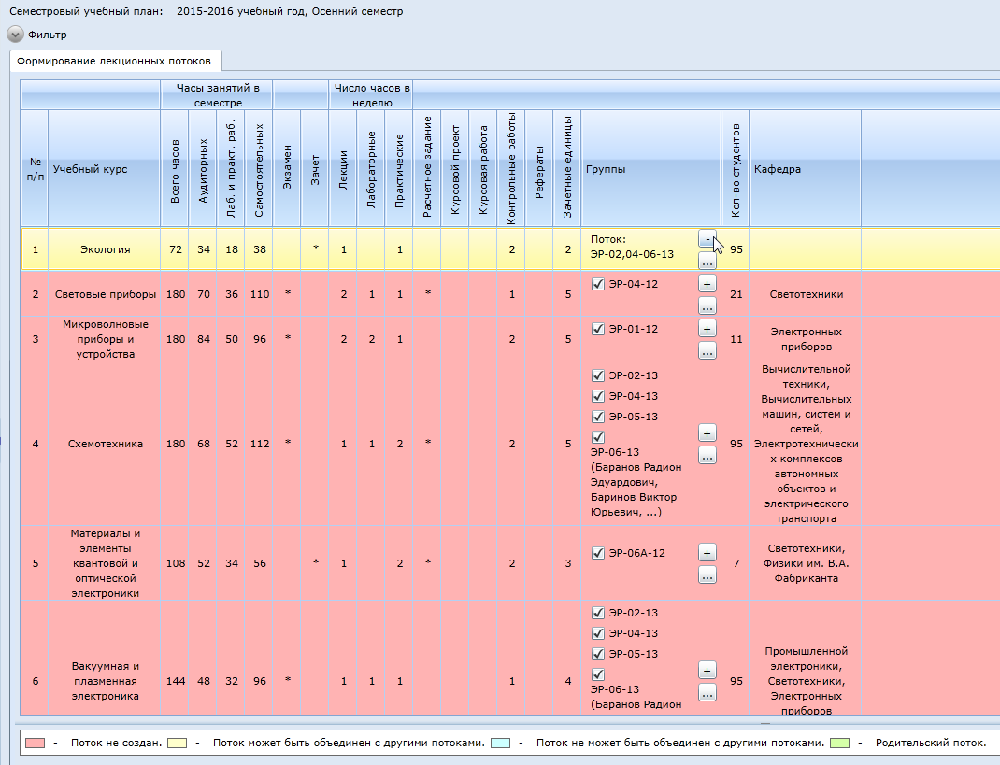 Семестровый учебный план: 2015-2016 учебный год, Осенний семестр
Фильтр
Формирование лекционных потоков
Часы занятий в
семестре
Число часов в
неделю
№
п/п
Учебный курс
Всего часов
Аудиторных
Лаб. и практ. раб.
Самостоятельных
Экзамен
Зачет
Лекции
Лабораторные
Практические
Расчетное задание
Курсовой проект
Курсовая работа
Контрольные работы
Рефераты
Зачетные единицы
Группы
Кол-во студентов
Кафедра
1 Экология 72 34 18 38 * 1 1 2 2
Поток:
ЭР-02,04-06-13
-
...
95
2 Световые приборы 180 70 36 110 * 2 1 1 * 1 5
ЭР-04-12
+
...
21 Светотехники
3
Микроволновые
приборы и
устройства
180 84 50 96 * 2 2 1 2 5
ЭР-01-12
+
...
11
Электронных
приборов
4 Схемотехника 180 68 52 112 * 1 1 2 * 2 5
ЭР-02-13
ЭР-04-13
ЭР-05-13
ЭР-06-13
(Баранов Радион
Эдуардович,
Баринов Виктор
Юрьевич, ...)
+
...
95
Вычислительной
техники,
Вычислительных
машин, систем и
сетей,
Электротехнически
х комплексов
автономных
объектов и
электрического
транспорта
5
Материалы и
элементы
квантовой и
оптической
электроники
108 52 34 56 * 1 2 * 2 3
ЭР-06А-12
+
...
7
Светотехники,
Физики им. В.А.
Фабриканта
6
Вакуумная и
плазменная
электроника
144 48 32 96 * 1 1 1 1 4
ЭР-02-13
ЭР-04-13
ЭР-05-13
ЭР-06-13
(Баранов Радион
+
...
95
Промышленной
электроники,
Светотехники,
Электронных
приборов
- Поток не создан. - Поток может быть объединен с другими потоками. - Поток не может быть объединен с другими потоками. - Родительский поток.